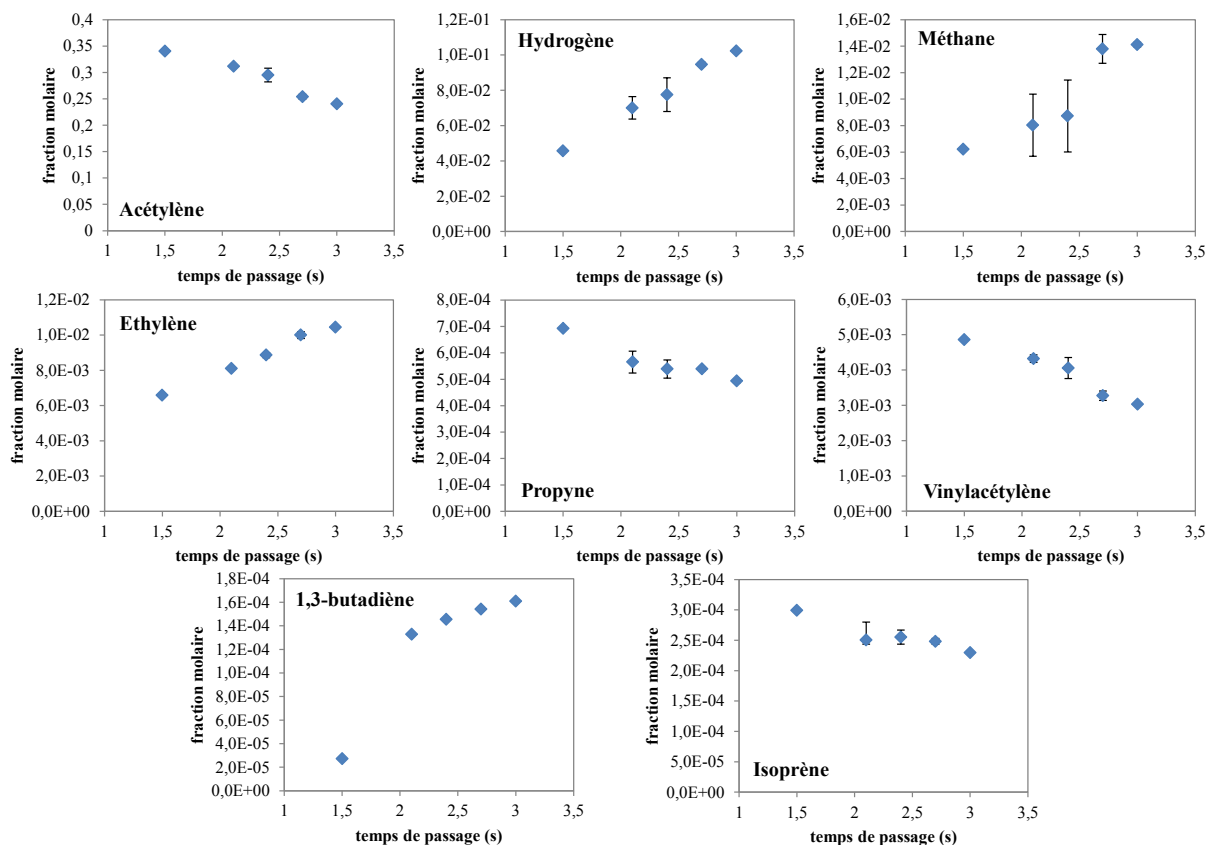 fraction molaire
0,4
0,35
0,3
0,25
0,2
0,15
0,1
0,05
0
Acétylène
1 1,5 2 2,5 3 3,5
temps de passage (s)
fraction molaire
1,2E-01
1,0E-01
8,0E-02
6,0E-02
4,0E-02
2,0E-02
0,0E+00
Hydrogène
1 1,5 2 2,5 3 3,5
temps de passage (s)
fraction molaire
1,6E-02
1,4E-02
1,2E-02
1,0E-02
8,0E-03
6,0E-03
4,0E-03
2,0E-03
0,0E+00
Méthane
1 1,5 2 2,5 3 3,5
temps de passage (s)
fraction molaire
1,2E-02
1,0E-02
8,0E-03
6,0E-03
4,0E-03
2,0E-03
0,0E+00
Ethylène
1 1,5 2 2,5 3 3,5
temps de passage (s)
fraction molaire
8,0E-04
7,0E-04
6,0E-04
5,0E-04
4,0E-04
3,0E-04
2,0E-04
1,0E-04
0,0E+00
Propyne
1 1,5 2 2,5 3 3,5
temps de passage (s)
fraction molaire
6,0E-03
5,0E-03
4,0E-03
3,0E-03
2,0E-03
1,0E-03
0,0E+00
Vinylacétylène
1 1,5 2 2,5 3 3,5
temps de passage (s)
fraction molaire
1,8E-04
1,6E-04
1,4E-04
1,2E-04
1,0E-04
8,0E-05
6,0E-05
4,0E-05
2,0E-05
0,0E+00
1,3-butadiène
1 1,5 2 2,5 3 3,5
temps de passage (s)
fraction molaire
3,5E-04
3,0E-04
2,5E-04
2,0E-04
1,5E-04
1,0E-04
5,0E-05
0,0E+00
Isoprène
1 1,5 2 2,5 3 3,5
temps de passage (s)